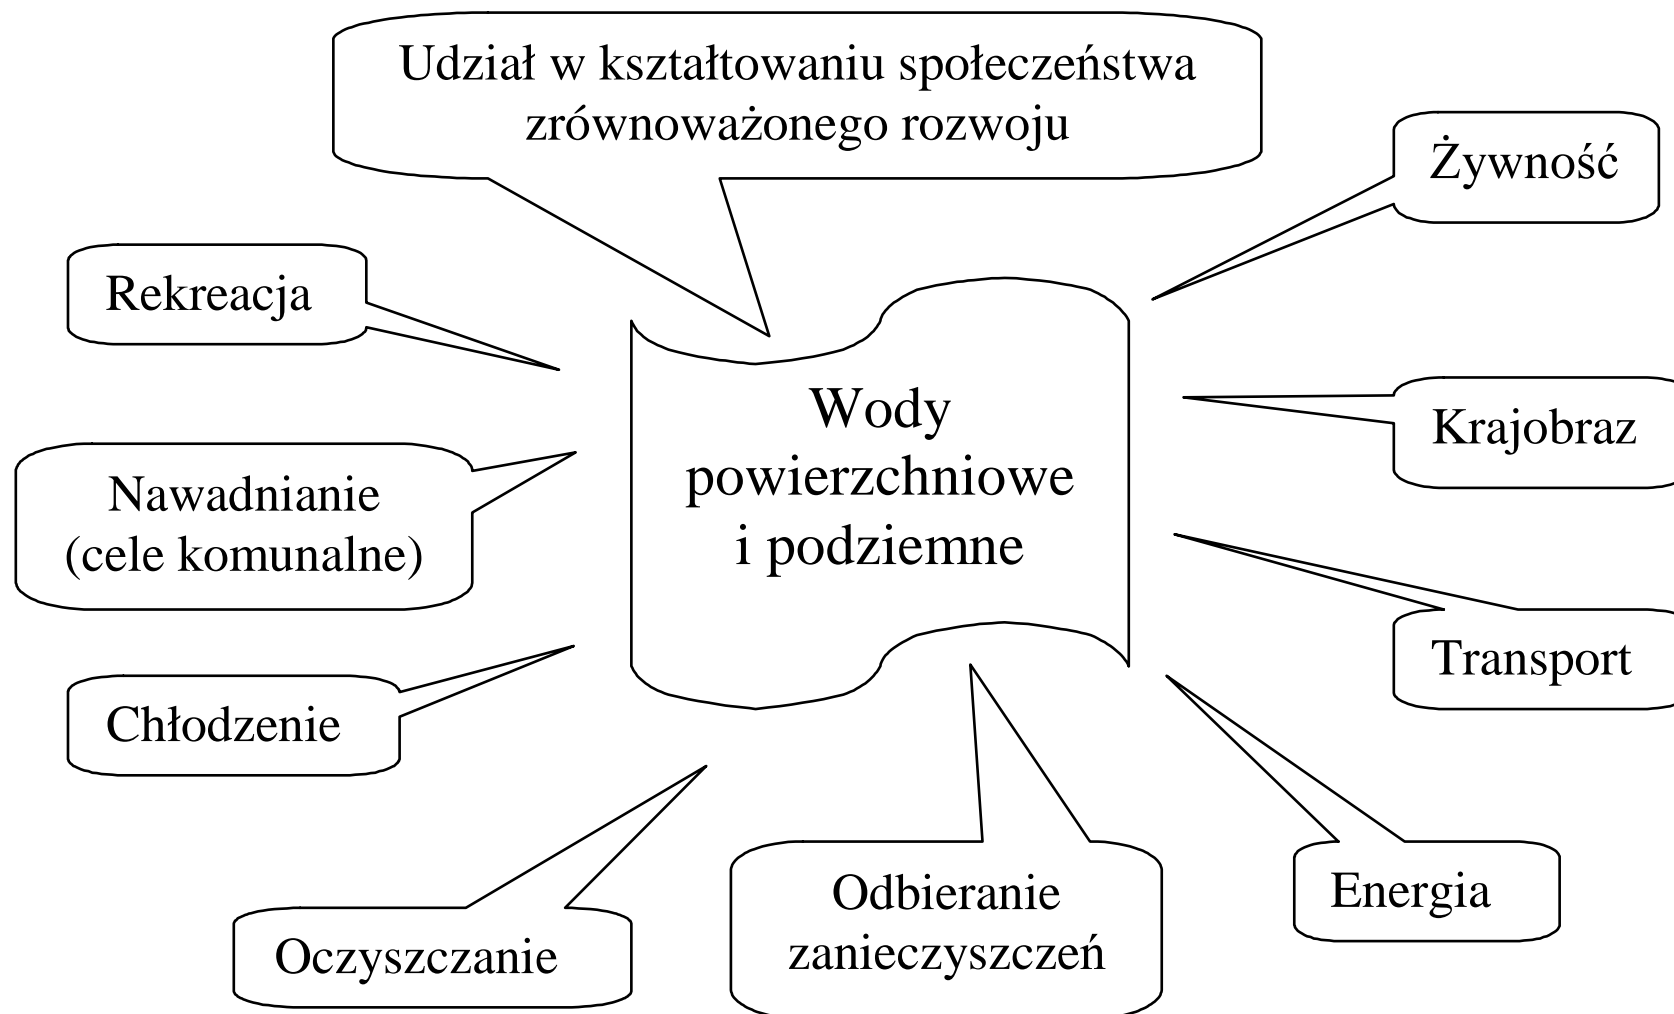 Udział w kształtowaniu społeczeństwa
zrównoważonego rozwoju
Żywność
Rekreacja
Wody
powierzchniowe
i podziemne
Krajobraz
Nawadnianie
(cele komunalne)
Transport
Chłodzenie
Energia
Odbieranie
zanieczyszczeń
Oczyszczanie